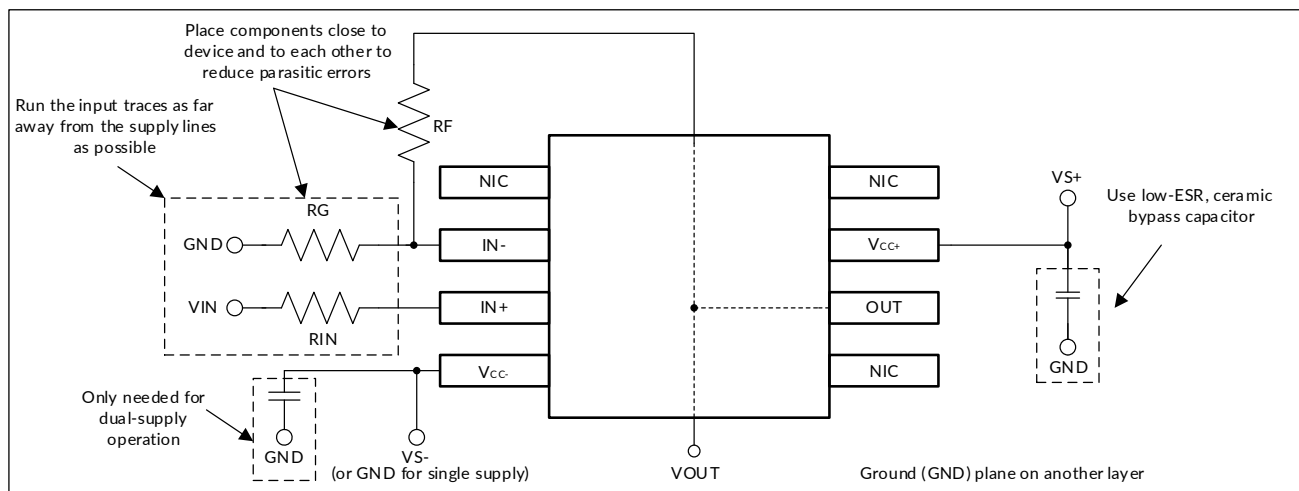 Place components close to
device and to each other to
reduce parasitic errors
Run the input traces as far
away from the supply lines
as possible
RF
NIC
NIC
VS+
Use low-ESR, ceramic
bypass capacitor
RG
GND
IN-
VCC+
VIN
IN+
OUT
RIN
GND
VCC-
NIC
Only needed for
dual-supply
operation
GND
VS-
(or GND for single supply)
VOUT
Ground (GND) plane on another layer